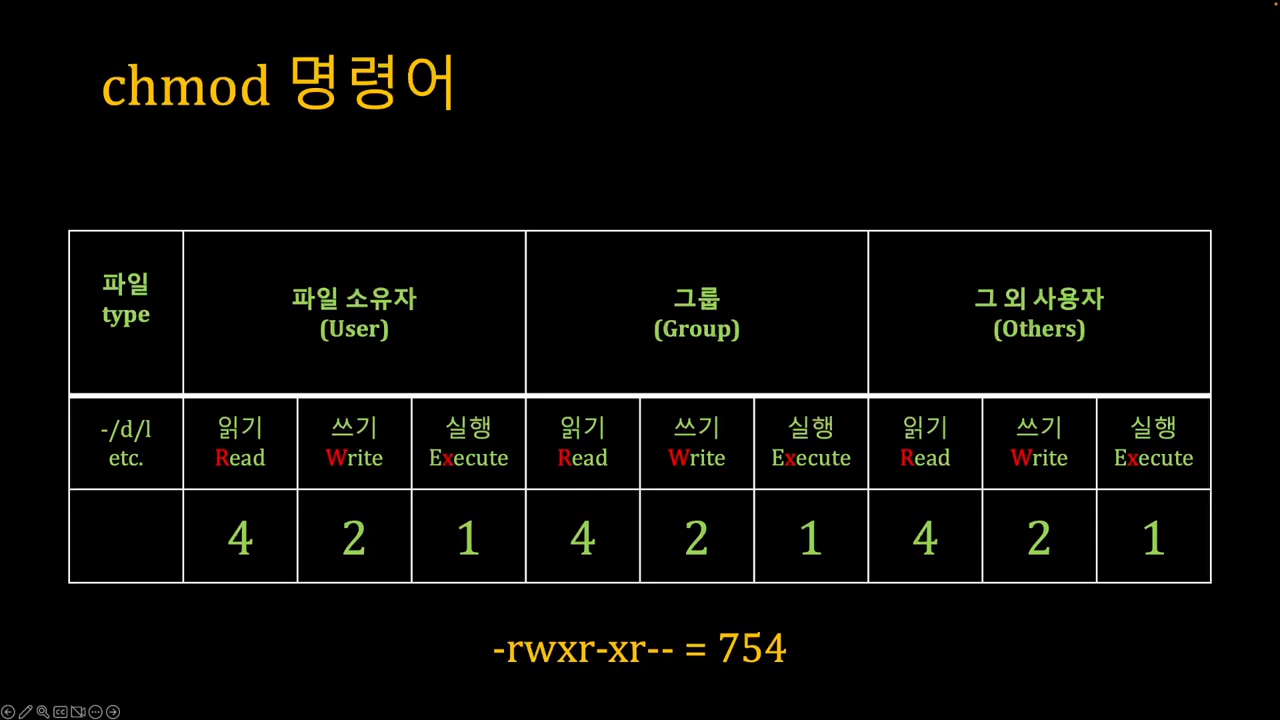 chmod 명령어
파일
type
파일 소유자
(User)
그룹
(Group)
그 외 사용자
(Others)
-/d/l
etc.
읽기
Read
쓰기
Write
실행
Execute
읽기
Read
쓰기
Write
실행
Execute
읽기
Read
쓰기
Write
실행
Execute
4 2 1 4 2 1 4 2 1
-rwxr-xr-- = 754